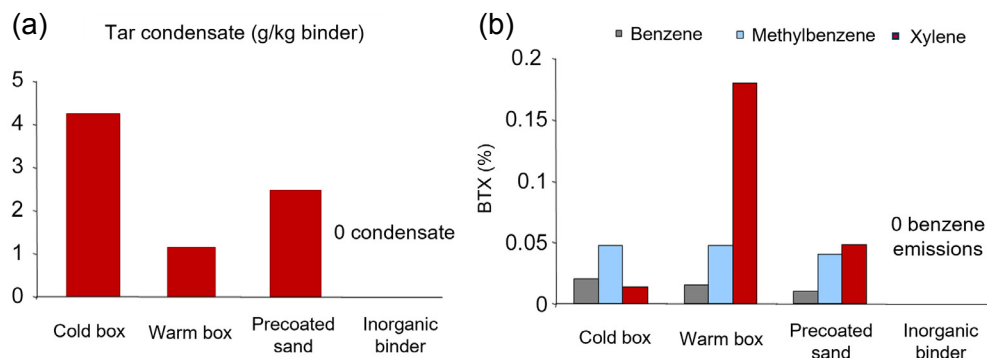 (a)
Tar condensate (g/kg binder)
5
4
3
2
1
0
0 condensate
Cold box
Warm box
Precoated
sand
Inorganic
binder
(b)
Benzene
Methylbenzene
Xylene
0.2
0.15
0.1
0.05
0
BTX (%)
0 benzene
emissions
Cold box
Warm box
Precoated
sand
Inorganic
binder